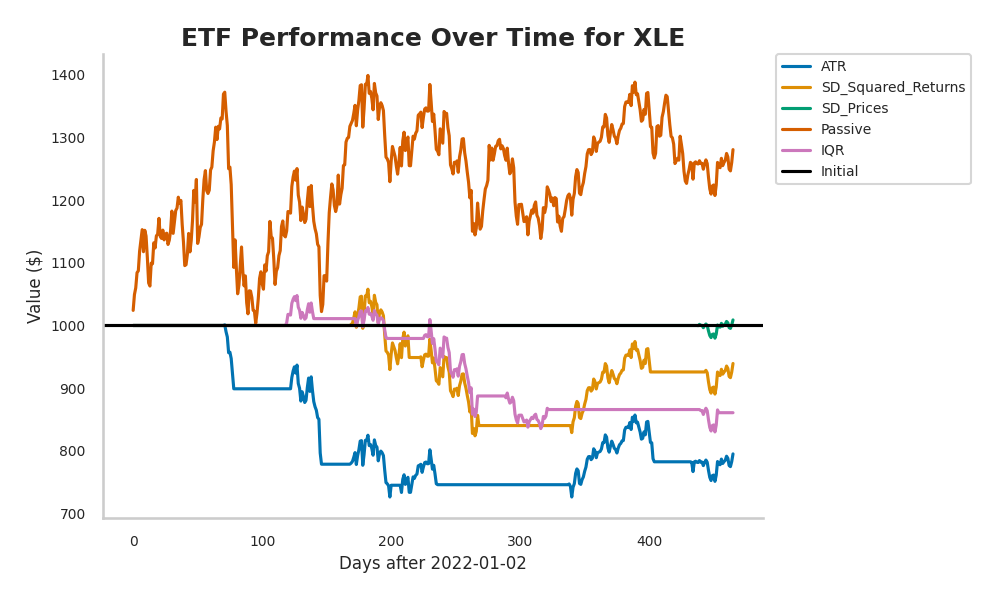 ETF Performance Over Time for XLE
Value ($)
1400
1300
1200
1100
1000
900
800
700
0 100 200 300 400
Days after 2022-01-02
ATR
SD_Squared_Returns
SD_Prices
Passive
IQR
Initial